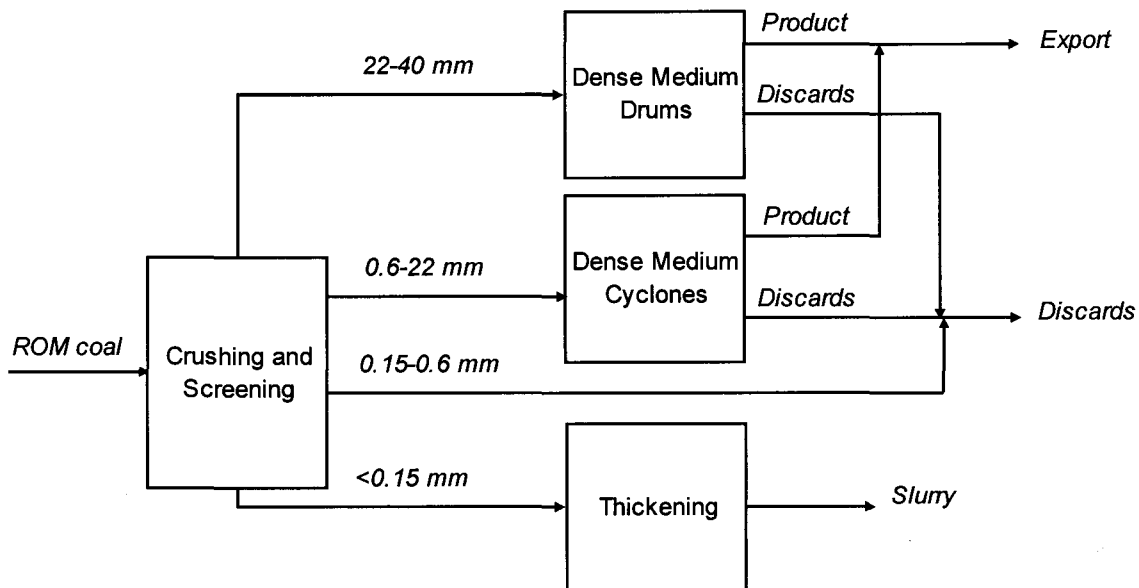 Product
Export
22-40 mm
Dense Medium
Drums
Discards
Product
0.6-22 mm
Dense Medium
Cyclones
Discards
Discards
ROM coal
Crushing and
Screening
0.15-0.6 mm
<0.15 mm
Thickening
Slurry